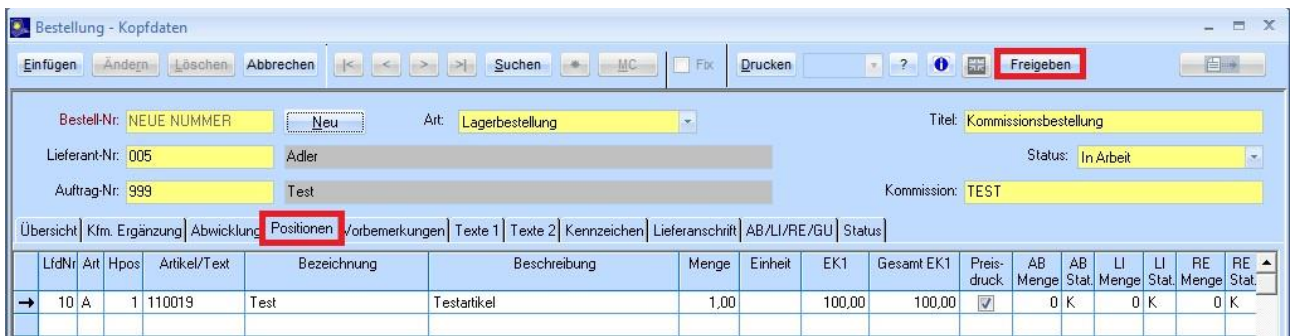 Bestellung - Kopfdaten
Einfügen Ändern Löschen Abbrechen |< < > >| Suchen * MC Fix Drucken ? Freigeben
Bestell-Nr: NEUE NUMMER Neu Art: Lagerbestellung Titel: Kommissionsbestellung
Lieferant-Nr: 005 Adler Status: In Arbeit
Auftrag-Nr: 999 Test Kommission: TEST
Übersicht Kfm. Ergänzung Abwicklung Positionen Vorbemerkungen Texte 1 Texte 2 Kennzeichen Lieferanschrift AB/LI/RE/GU Status
LfdNr Art Hpos Artikel/Text Bezeichnung Beschreibung Menge Einheit EK1 Gesamt EK1 Preis-druck AB Menge AB Stat. LI Menge LI Stat. RE Menge RE Stat.
10 A 1 110019 Test Testartikel 1,00 100,00 100,00 0 K 0 K 0 K